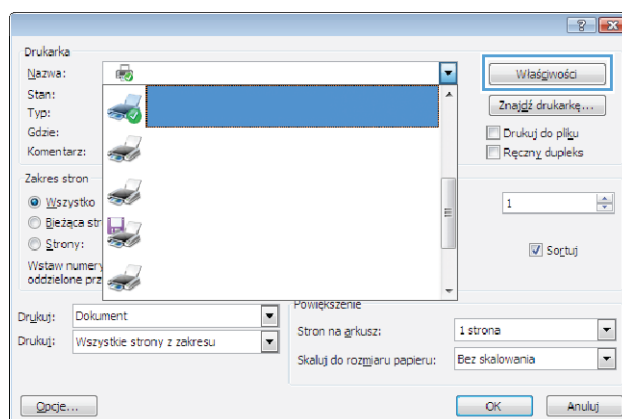 Drukarka
Nazwa:
Właściwości
Stan:
Znajdź drukarkę...
Typ:
Gdzie:
Drukuj do pliku
Komentarz:
Ręczny dupleks
Zakres stron
Wszystko
1
Bieżąca str
Strony:
Sortuj
Wstaw numery
oddzielone prz
Powiększenie
Drukuj: Dokument
Stron na arkusz: 1 strona
Drukuj: Wszystkie strony z zakresu
Skaluj do rozmiaru papieru: Bez skalowania
Opcje...
OK
Anuluj